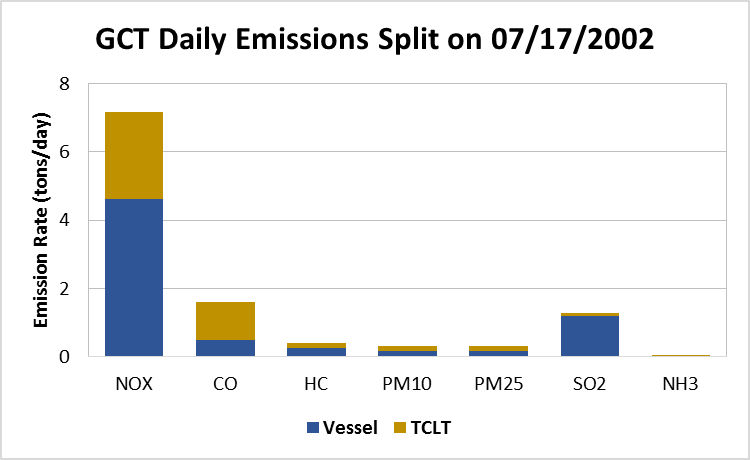 GCT Daily Emissions Split on 07/17/2002
Emission Rate (tons/day)
8
6
4
2
0
NOX CO HC PM10 PM25 SO2 NH3
Vessel TCLT